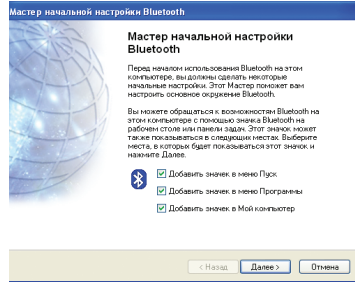 Мастер начальной настройки Bluetooth
Мастер начальной настройки
Bluetooth
Перед началом использования Bluetooth на этом
компьютере, вы должны сделать некоторые
начальные настройки. Этот Мастер поможет вам
настроить основное окружение Bluetooth.
Вы можете обращаться к возможностям Bluetooth на
этом компьютере с помощью значка Bluetooth на
рабочем столе или панели задач. Этот значок может
также показываться в следующих местах. Выберите
места, в которых будет показываться этот значок и
нажмите Далее.
Добавить значек в меню Пуск
Добавить значек в меню Программы
Добавить значек в Мой компьютер
< Назад
Далее >
Отмена